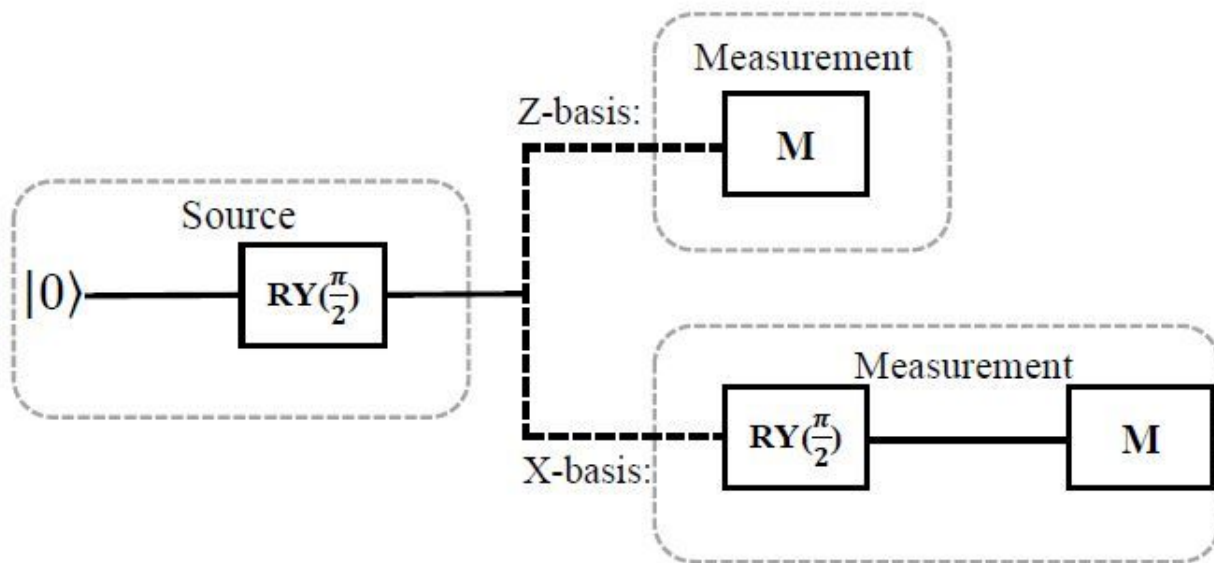 Measurement
Z-basis:
M
Source
|0⟩
RY(π/2)
Measurement
RY(π/2)
M
X-basis: